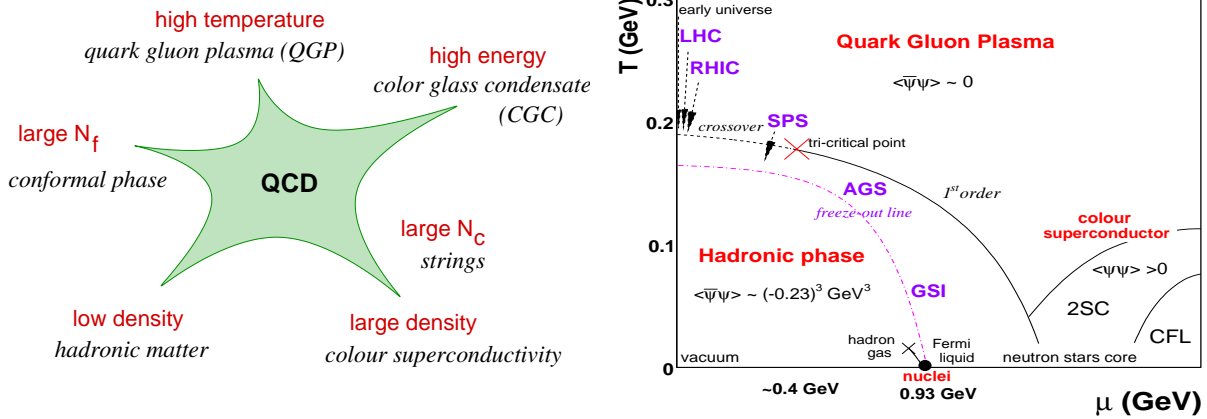 high temperature
quark gluon plasma (QGP)
high energy
color glass condensate
(CGC)
large N_f
conformal phase
QCD
large N_c
strings
low density
hadronic matter
large density
colour superconductivity
T (GeV)
0.3
early universe
LHC
RHIC
Quark Gluon Plasma
<ψ̅ψ> ~ 0
0.2
crossover
SPS
tri-critical point
AGS
freeze-out line
1st order
0.1
Hadronic phase
<ψ̅ψ> ~ (-0.23)³ GeV³
GSI
colour
superconductor
<ψψ> >0
2SC
CFL
hadron
gas
Fermi
liquid
vacuum
neutron stars core
0
nuclei
~0.4 GeV
0.93 GeV
μ (GeV)